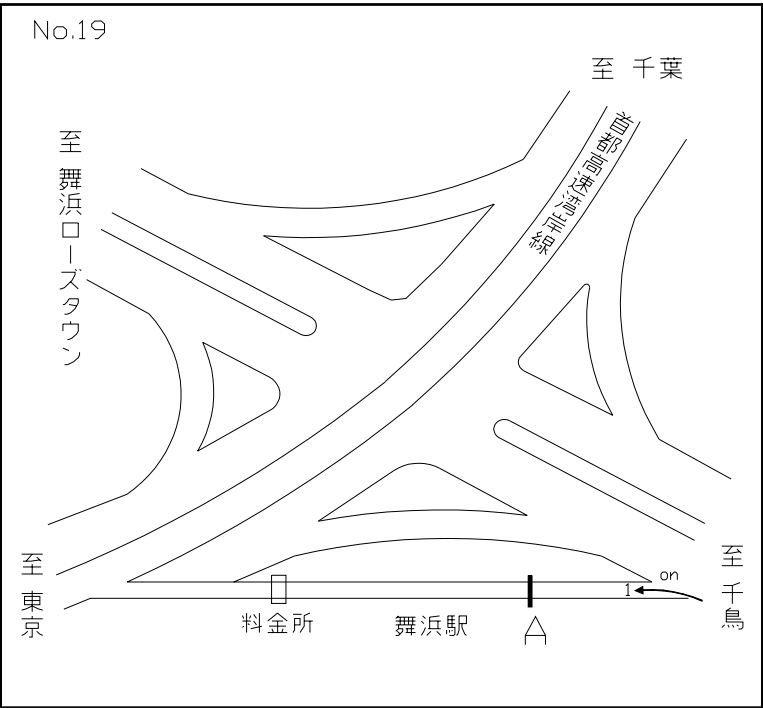 No.19
至 千葉
首都高速湾岸線
至 舞浜ローズタウン
至 東京
料金所
舞浜駅
A
1
on
至 千鳥